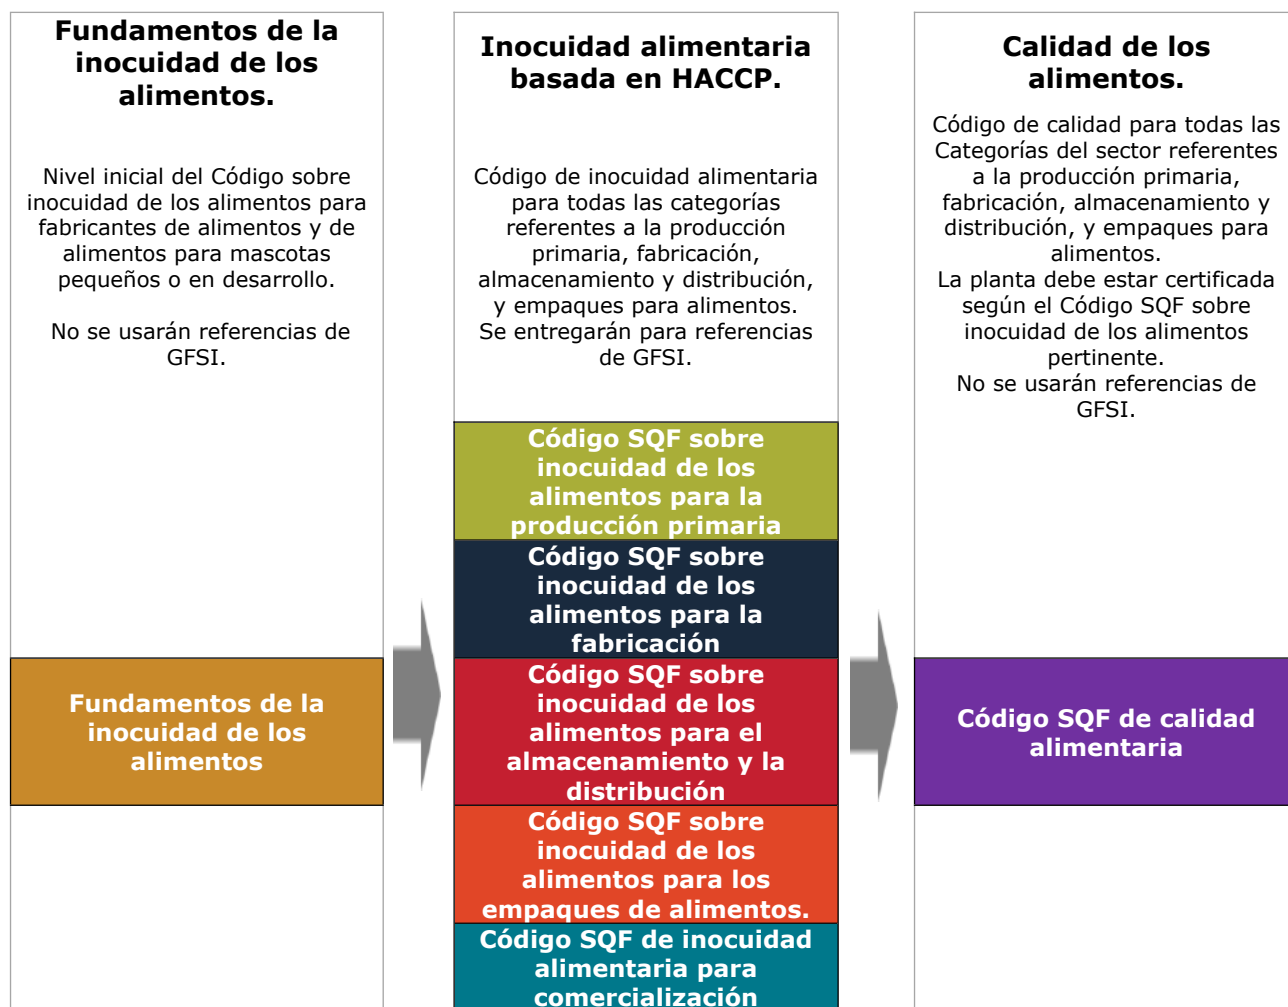 Fundamentos de la
inocuidad de los
alimentos.
Nivel inicial del Código sobre
inocuidad de los alimentos para
fabricantes de alimentos y de
alimentos para mascotas
pequeños o en desarrollo.
No se usarán referencias de
GFSI.
Fundamentos de la
inocuidad de los
alimentos
Inocuidad alimentaria
basada en HACCP.
Código de inocuidad alimentaria
para todas las categorías
referentes a la producción
primaria, fabricación,
almacenamiento y distribución,
y empaques para alimentos.
Se entregarán para referencias
de GFSI.
Código SQF sobre
inocuidad de los
alimentos para la
producción primaria
Código SQF sobre
inocuidad de los
alimentos para la
fabricación
Código SQF sobre
inocuidad de los
alimentos para el
almacenamiento y la
distribución
Código SQF sobre
inocuidad de los
alimentos para los
empaques de alimentos.
Código SQF de inocuidad
alimentaria para
comercialización
Calidad de los
alimentos.
Código de calidad para todas las
Categorías del sector referentes
a la producción primaria,
fabricación, almacenamiento y
distribución, y empaques para
alimentos.
La planta debe estar certificada
según el Código SQF sobre
inocuidad de los alimentos
pertinente.
No se usarán referencias de
GFSI.
Código SQF de calidad
alimentaria